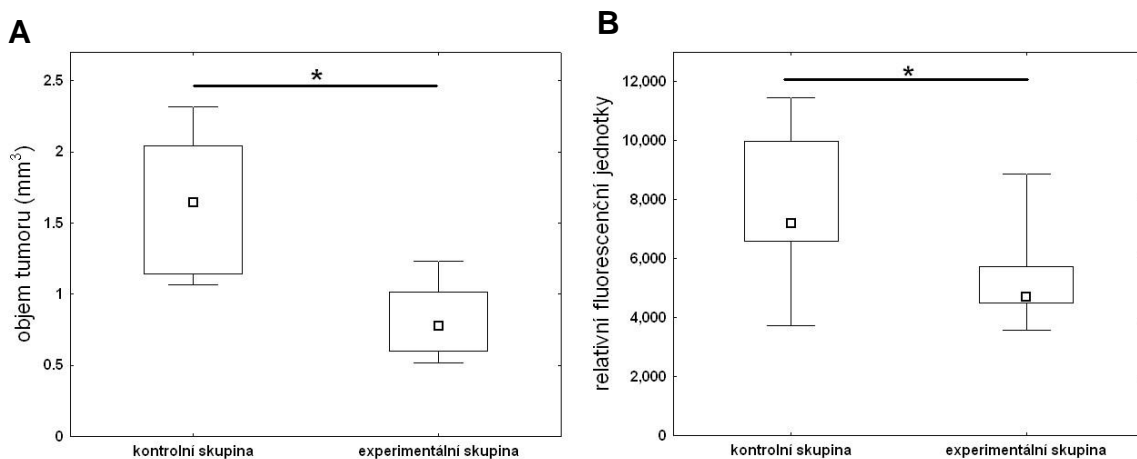 A
objem tumoru (mm³)
2.5
2
1.5
1
0.5
0
*
kontrolní skupina
experimentální skupina
B
relativní fluorescenční jednotky
12,000
10,000
8,000
6,000
4,000
2,000
0
*
kontrolní skupina
experimentální skupina